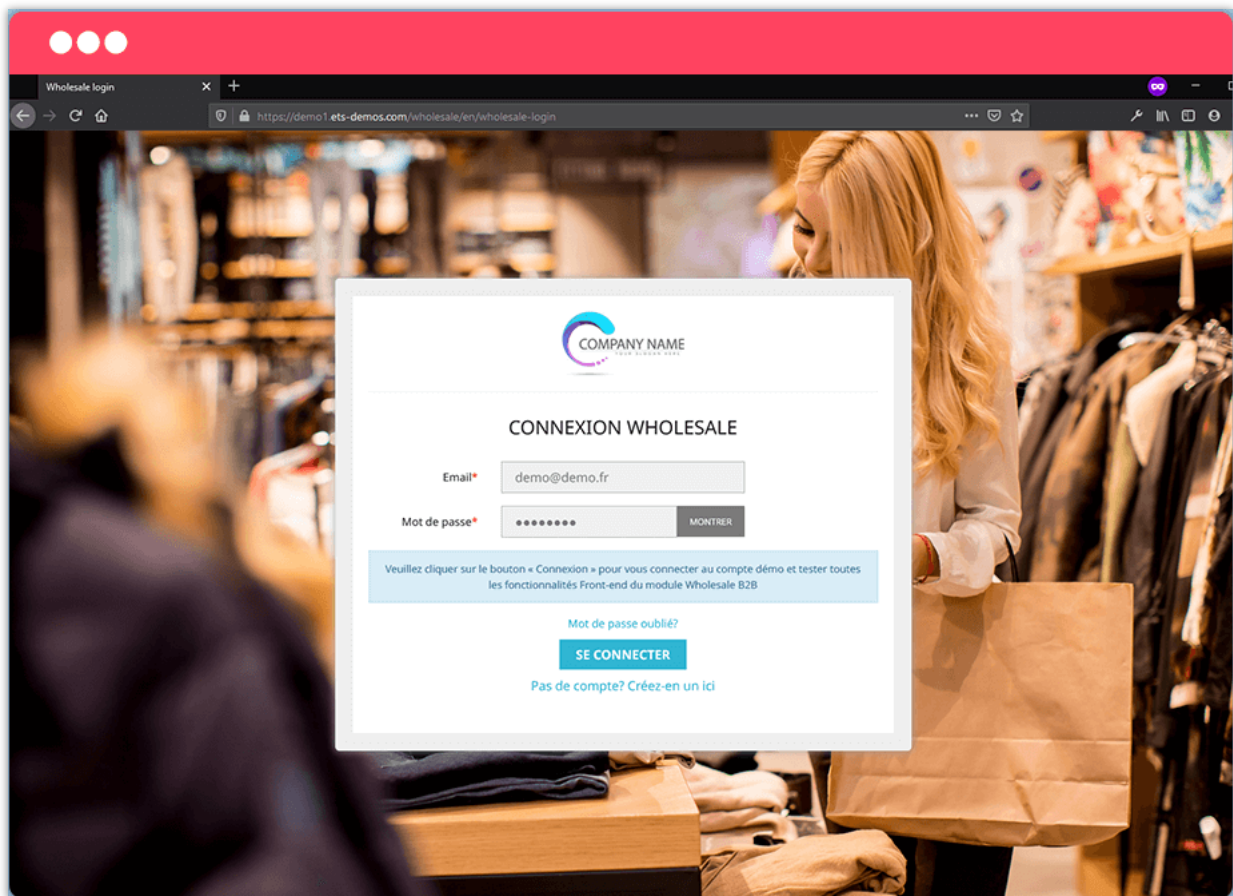 Wholesale login
https://demo1.ets-demos.com/wholesale/en/wholesale-login
COMPANY NAME
YOUR SLOGAN HERE
CONNEXION WHOLESALE
Email*
demo@demo.fr
Mot de passe*
••••••••
MONTRER
Veuillez cliquer sur le bouton « Connexion » pour vous connecter au compte démo et tester toutes
les fonctionnalités Front-end du module Wholesale B2B
Mot de passe oublié?
SE CONNECTER
Pas de compte? Créez-en un ici